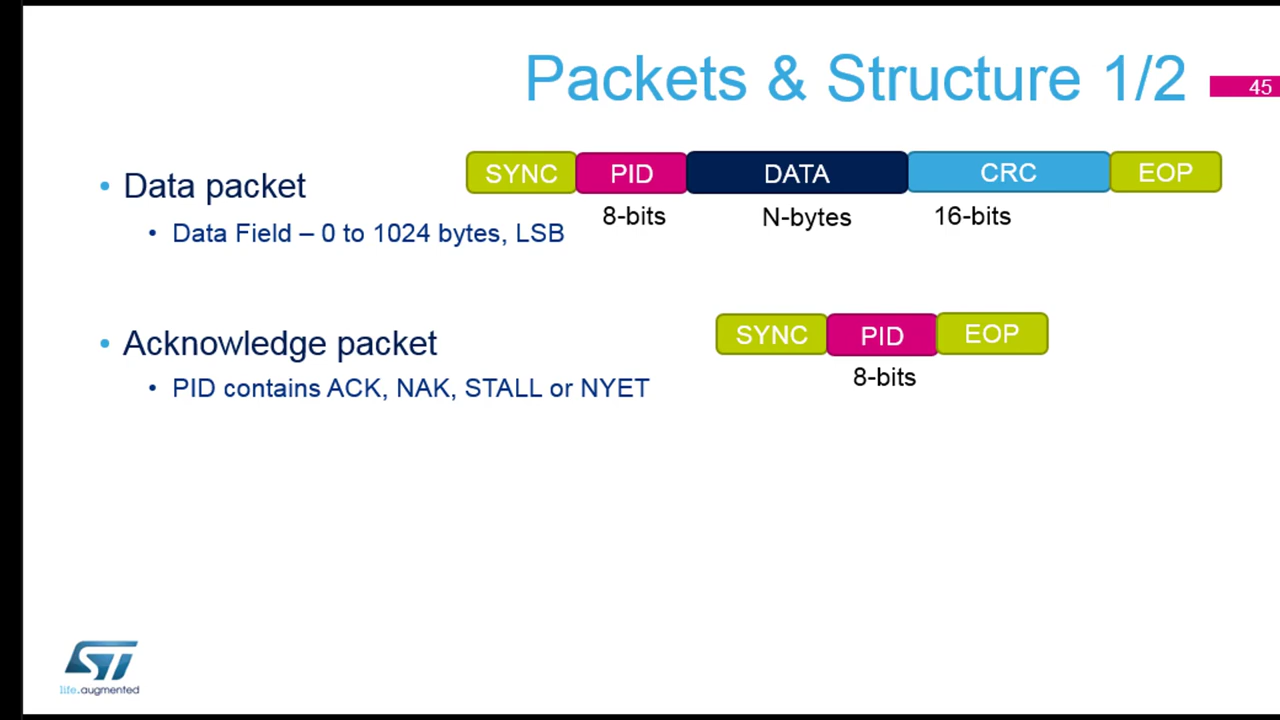 Packets & Structure 1/2
45
• Data packet
SYNC PID DATA CRC EOP
8-bits N-bytes 16-bits
• Data Field – 0 to 1024 bytes, LSB
• Acknowledge packet
SYNC PID EOP
8-bits
• PID contains ACK, NAK, STALL or NYET
ST
life.augmented